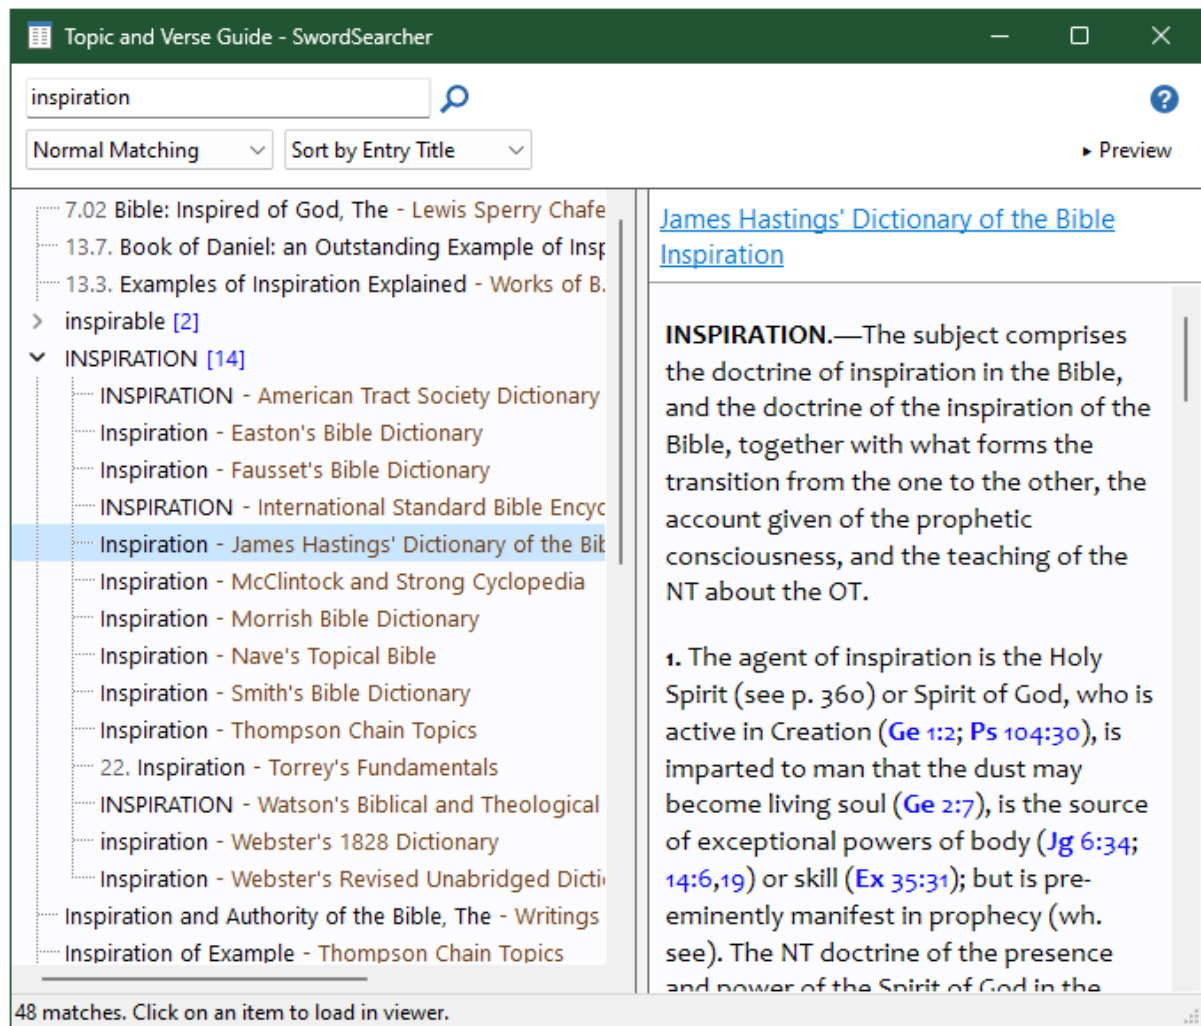 Topic and Verse Guide - SwordSearcher
inspiration
Normal Matching
Sort by Entry Title
Preview
7.02 Bible: Inspired of God, The - Lewis Sperry Chafe
13.7. Book of Daniel: an Outstanding Example of Insp
13.3. Examples of Inspiration Explained - Works of B.
inspirable [2]
INSPIRATION [14]
INSPIRATION - American Tract Society Dictionary
Inspiration - Easton's Bible Dictionary
Inspiration - Fausset's Bible Dictionary
INSPIRATION - International Standard Bible Encyc
Inspiration - James Hastings' Dictionary of the Bib
Inspiration - McClintock and Strong Cyclopedia
Inspiration - Morrish Bible Dictionary
Inspiration - Nave's Topical Bible
Inspiration - Smith's Bible Dictionary
Inspiration - Thompson Chain Topics
22. Inspiration - Torrey's Fundamentals
INSPIRATION - Watson's Biblical and Theological
inspiration - Webster's 1828 Dictionary
Inspiration - Webster's Revised Unabridged Dicti
Inspiration and Authority of the Bible, The - Writings
Inspiration of Example - Thompson Chain Topics
James Hastings' Dictionary of the Bible
Inspiration
INSPIRATION.—The subject comprises
the doctrine of inspiration in the Bible,
and the doctrine of the inspiration of the
Bible, together with what forms the
transition from the one to the other, the
account given of the prophetic
consciousness, and the teaching of the
NT about the OT.
1. The agent of inspiration is the Holy
Spirit (see p. 360) or Spirit of God, who is
active in Creation (Ge 1:2; Ps 104:30), is
imparted to man that the dust may
become living soul (Ge 2:7), is the source
of exceptional powers of body (Jg 6:34;
14:6,19) or skill (Ex 35:31); but is pre-
eminently manifest in prophecy (wh.
see). The NT doctrine of the presence
and power of the Spirit of God in the
48 matches. Click on an item to load in viewer.